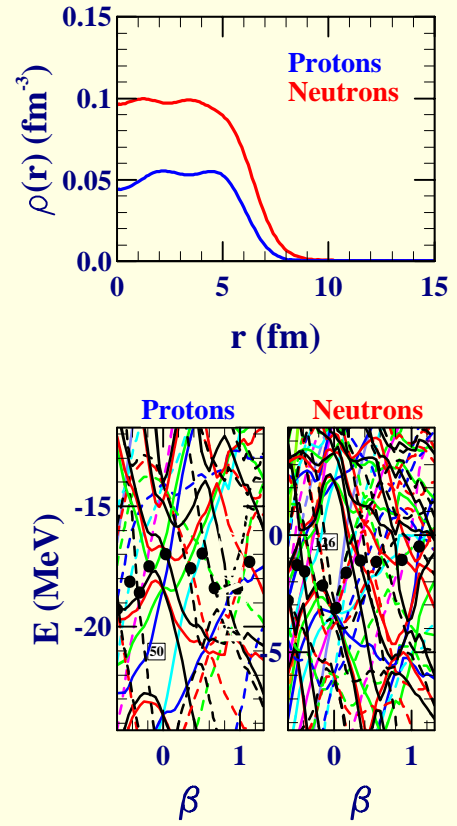 0.15
Protons
Neutrons
0.1
ρ(r) (fm-3)
0.05
0.0
0 5 10 15
r (fm)
Protons Neutrons
-15
0
E (MeV)
-20
50
-5
0 1 0 1
β β